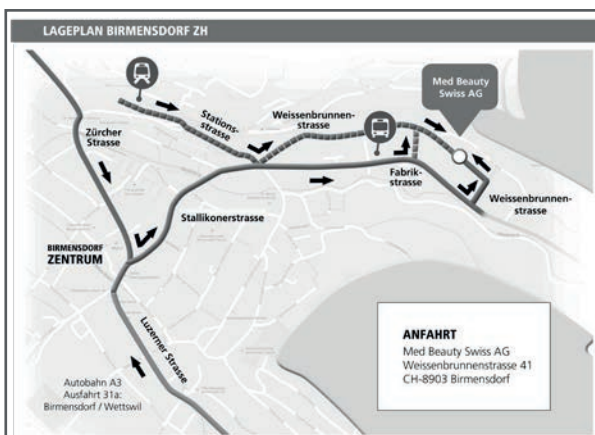 LAGEPLAN BIRMENSDORF ZH
Med Beauty
Swiss AG
Stations-
strasse
Weissenbrunnen-
strasse
Zürcher
Strasse
Fabrik-
strasse
Weissenbrunnen-
strasse
Stallikonerstrasse
BIRMENSDORF
ZENTRUM
Luzerner Strasse
Autobahn A3
Ausfahrt 31a:
Birmensdorf / Wettswil
ANFAHRT
Med Beauty Swiss AG
Weissenbrunnenstrasse 41
CH-8903 Birmensdorf